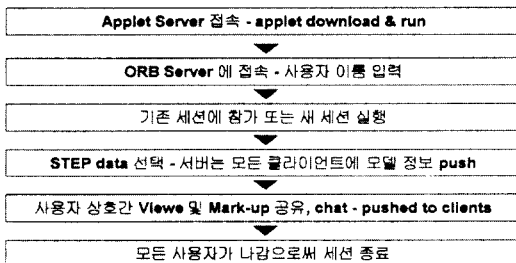 Applet Server 접속 - applet download & run
ORB Server 에 접속 - 사용자 이름 입력
기존 세션에 참가 또는 새 세션 실행
STEP data 선택 - 서버는 모든 클라이언트에 모델 정보 push
사용자 상호간 Viewe 및 Mark-up 공유, chat - pushed to clients
모든 사용자가 나감으로써 세션 종료